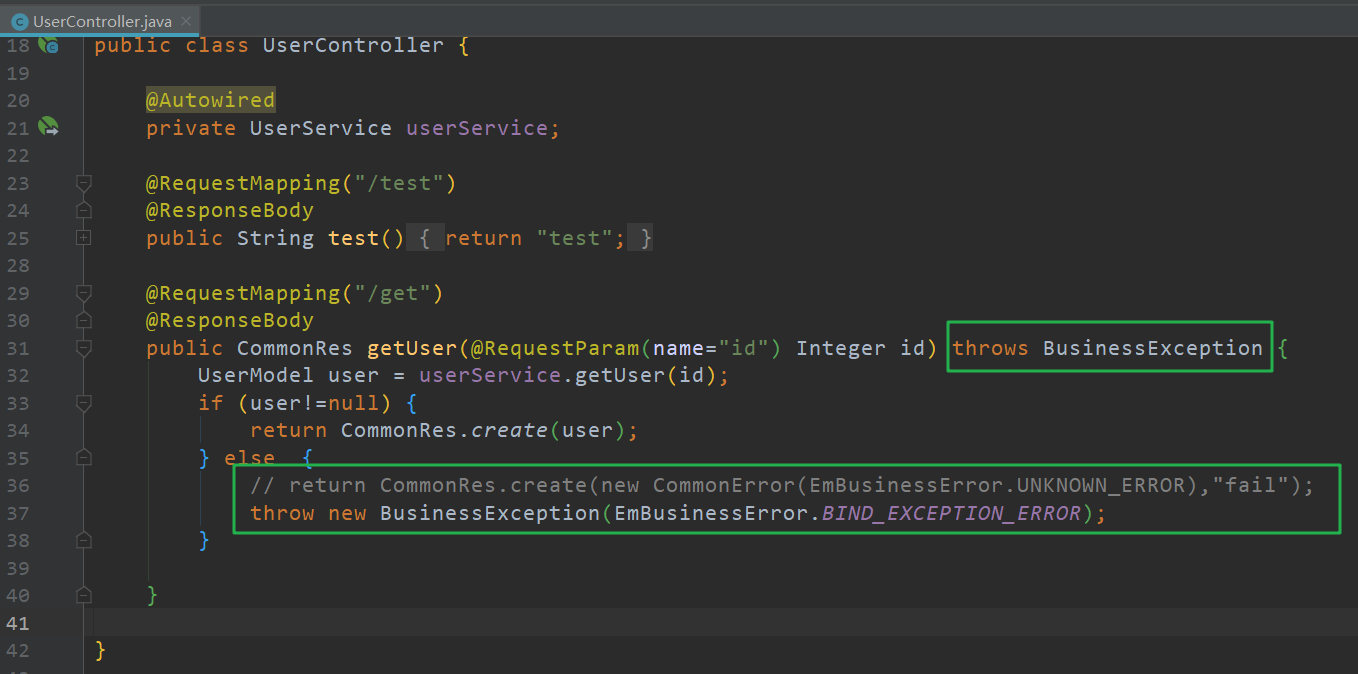 UserController.java
18 public class UserController {
19
20 @Autowired
21 private UserService userService;
22
23 @RequestMapping("/test")
24 @ResponseBody
25 public String test() { return "test"; }
28
29 @RequestMapping("/get")
30 @ResponseBody
31 public CommonRes getUser(@RequestParam(name="id") Integer id) throws BusinessException {
32 UserModel user = userService.getUser(id);
33 if (user!=null) {
34 return CommonRes.create(user);
35 } else {
36 // return CommonRes.create(new CommonError(EmBusinessError.UNKNOWN_ERROR),"fail");
37 throw new BusinessException(EmBusinessError.BIND_EXCEPTION_ERROR);
38 }
39
40 }
41
42 }